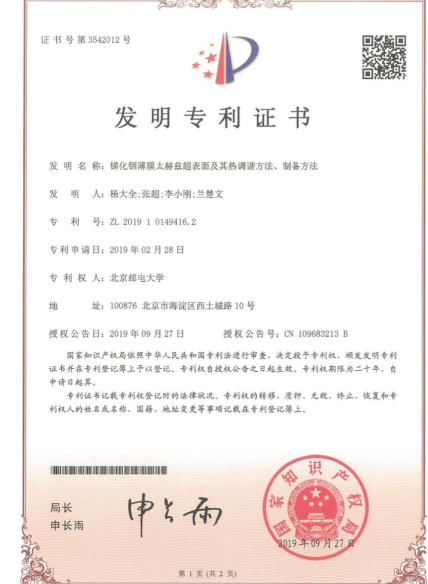 证书号第3542012号
发明专利证书
发明名称：锑化铟薄膜太赫兹超表面及其热调谐方法、制备方法
发明人：杨大全;张超;李小刚;兰楚文
专利号：ZL 2019 1 0149416.2
专利申请日：2019年02月28日
专利权人：北京邮电大学
地址：100876 北京市海淀区西土城路10号
授权公告日：2019年09月27日 授权公告号：CN 109683213 B
国家知识产权局依照中华人民共和国专利法进行审查，决定授予专利权，颁发发明专利
证书并在专利登记簿上予以登记。专利权自授权公告之日起生效。专利权期限为二十年，自
申请日起算。
专利证书记载专利权登记时的法律状况。专利权的转移、质押、无效、终止、恢复和专
利权人的姓名或名称、国籍、地址变更等事项记载在专利登记簿上。
局长
申长雨
申长雨
国家知识产权局
2019年09月27日
第 1 页 (共 2 页)